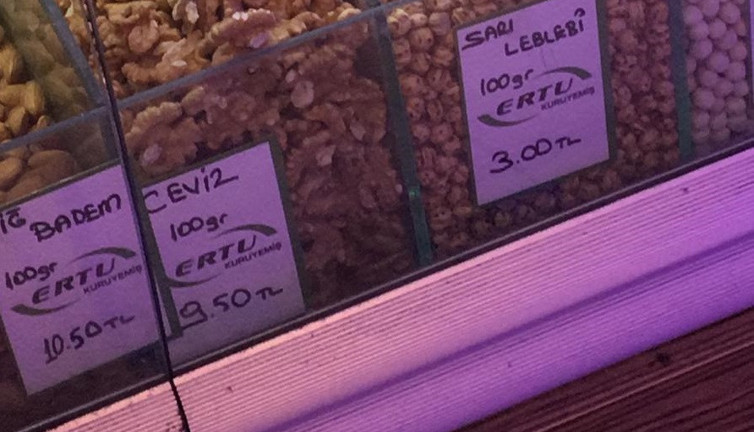 İÇ BADEM
100gr
ERTU
KURUYEMİŞ
10.50 TL
CEVİZ
100gr
ERTU
KURUYEMİŞ
9.50 TL
SARI
LEBLEBİ
100gr
ERTU
KURUYEMİŞ
3.00 TL